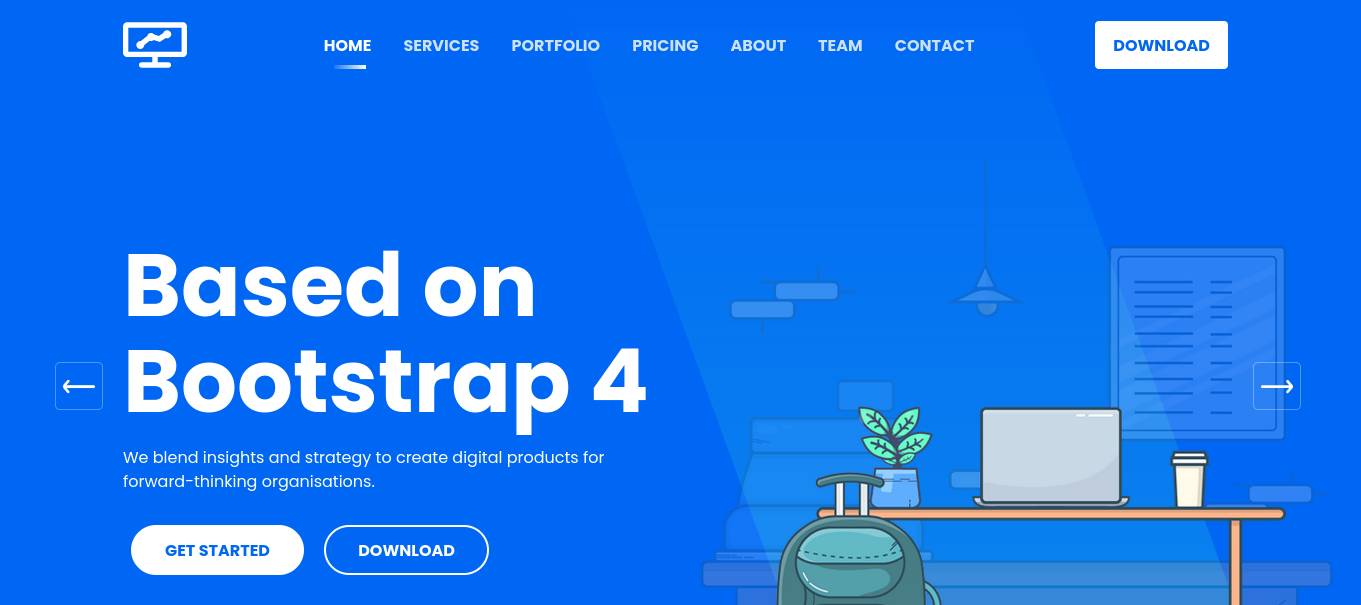 HOME SERVICES PORTFOLIO PRICING ABOUT TEAM CONTACT DOWNLOAD
Based on
Bootstrap 4
We blend insights and strategy to create digital products for
forward-thinking organisations.
GET STARTED DOWNLOAD